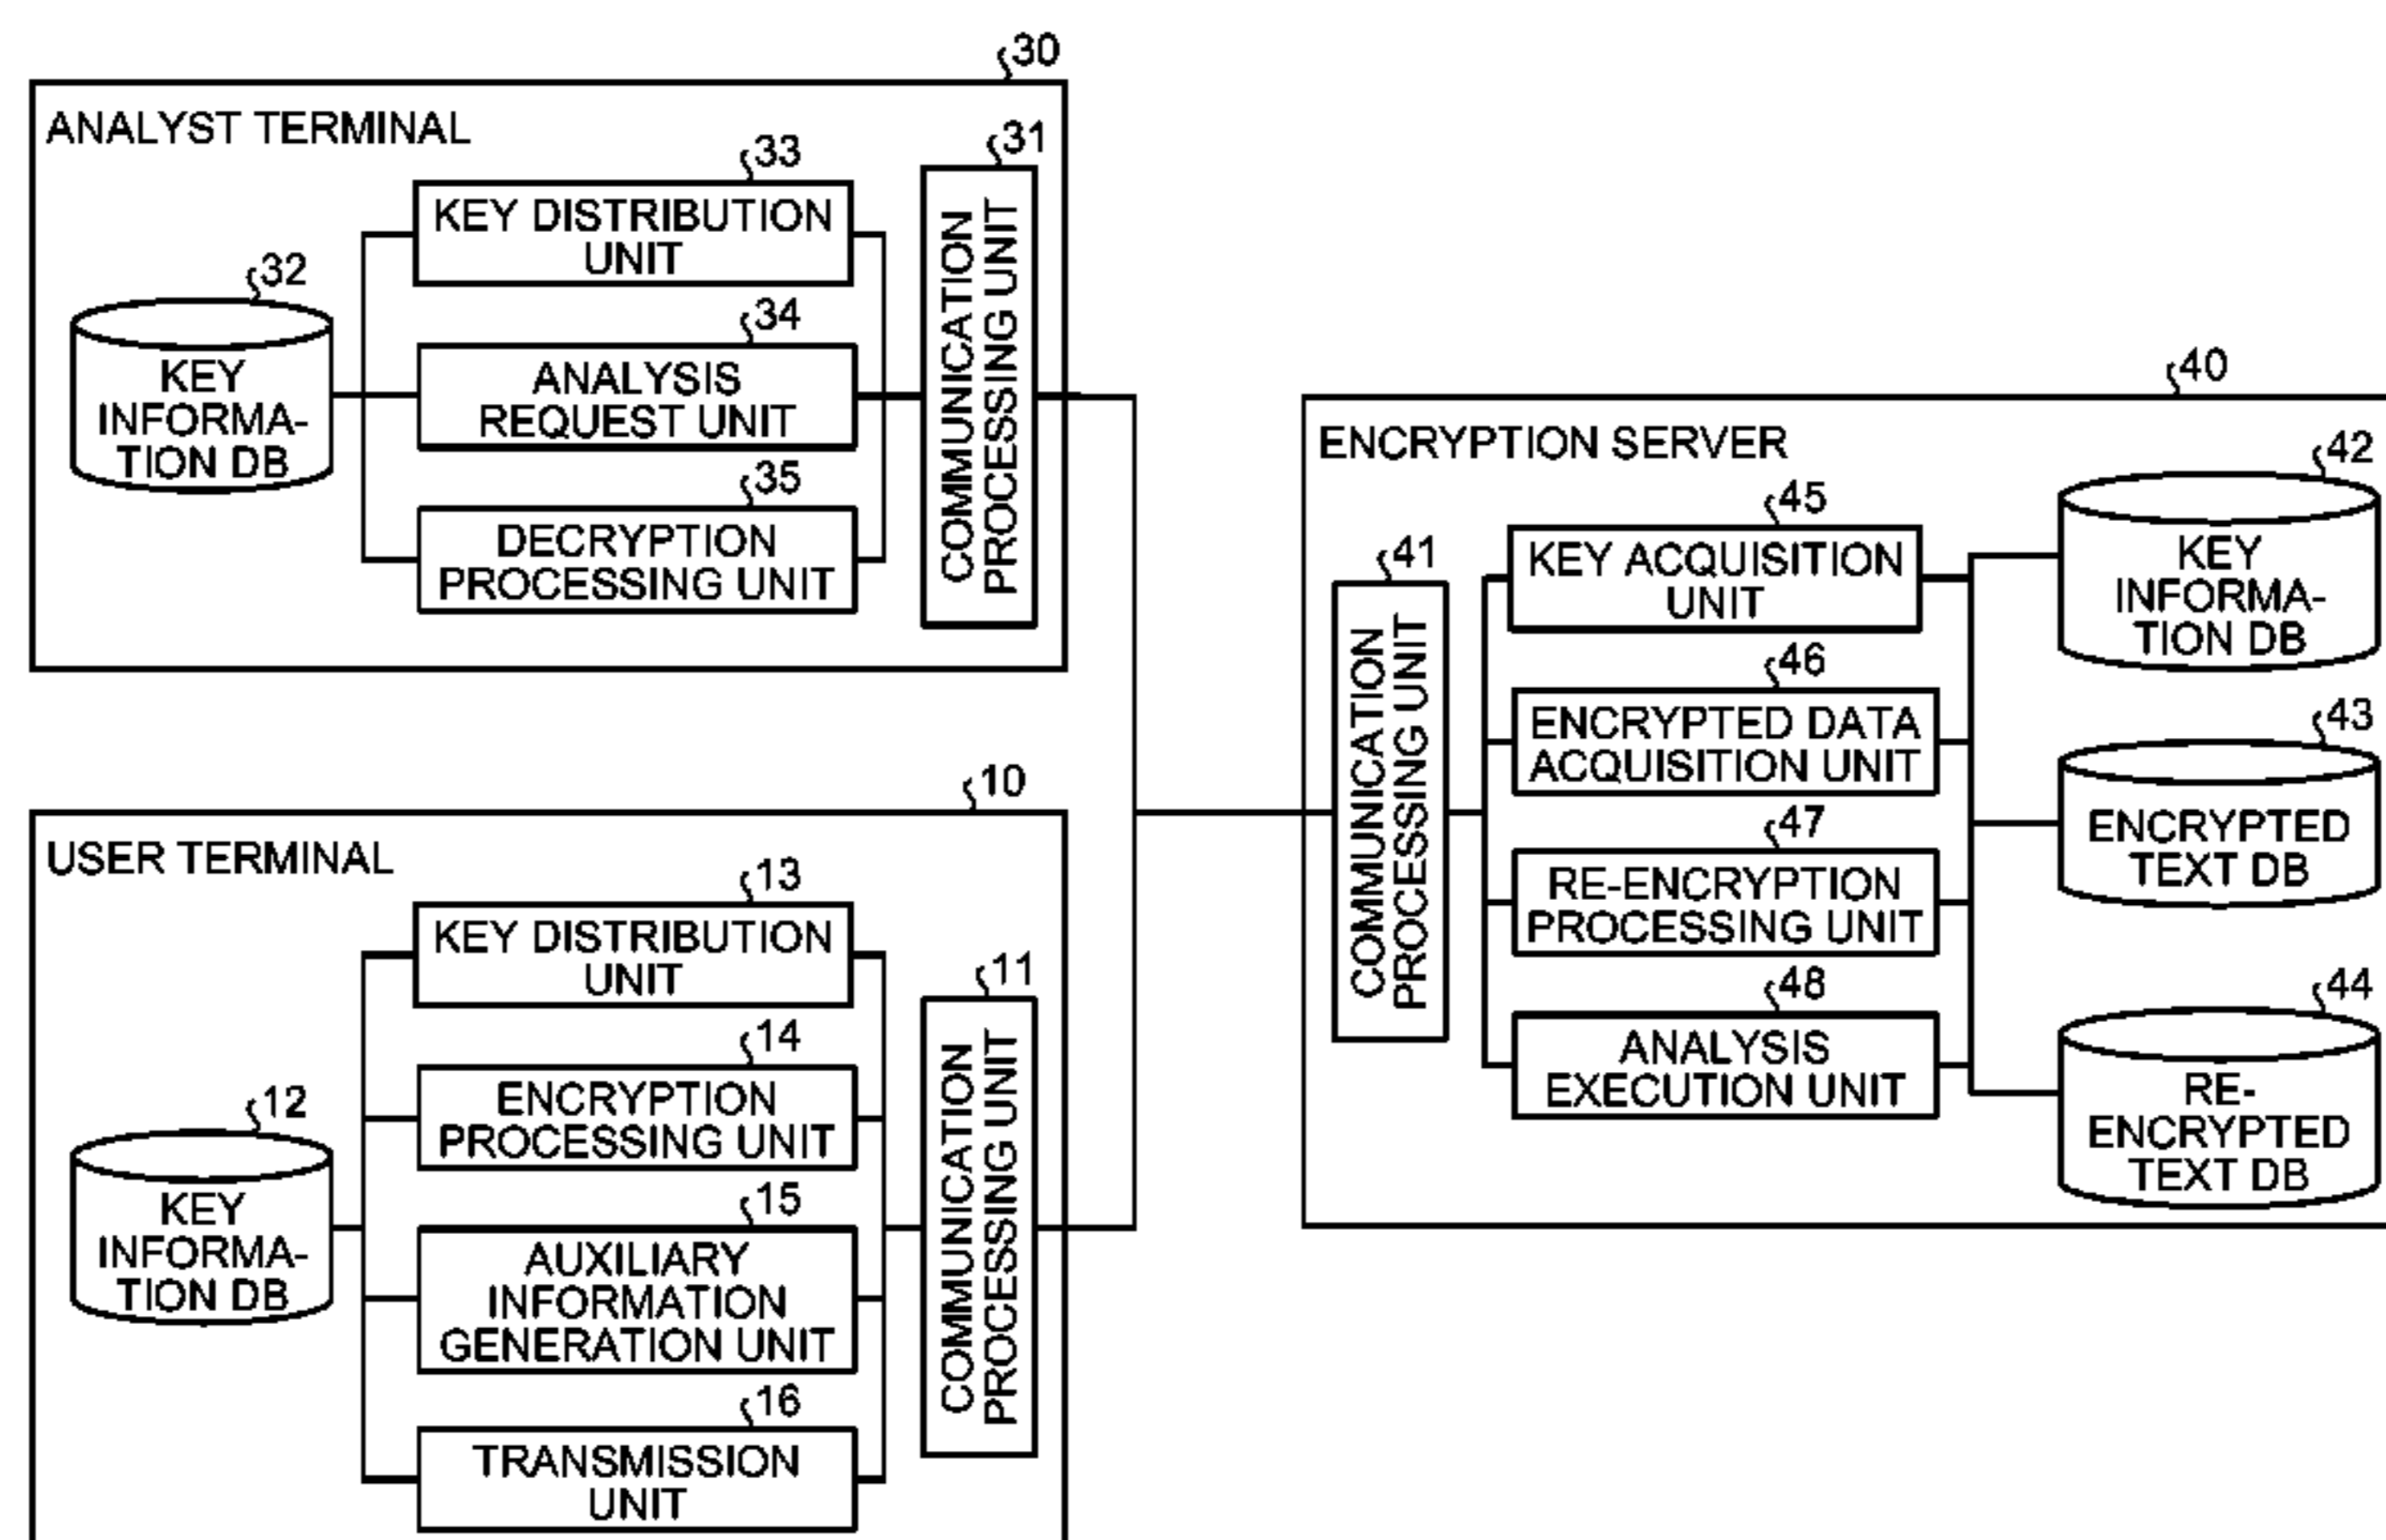 30
ANALYST TERMINAL
33
KEY DISTRIBUTION
UNIT
31
COMMUNICATION
PROCESSING UNIT
32
KEY
INFORMA-
TION DB
34
ANALYSIS
REQUEST UNIT
35
DECRYPTION
PROCESSING UNIT
10
USER TERMINAL
13
KEY DISTRIBUTION
UNIT
11
COMMUNICATION
PROCESSING UNIT
14
ENCRYPTION
PROCESSING UNIT
12
KEY
INFORMA-
TION DB
15
AUXILIARY
INFORMATION
GENERATION UNIT
16
TRANSMISSION
UNIT
40
ENCRYPTION SERVER
41
COMMUNICATION
PROCESSING UNIT
45
KEY ACQUISITION
UNIT
46
ENCRYPTED DATA
ACQUISITION UNIT
47
RE-ENCRYPTION
PROCESSING UNIT
48
ANALYSIS
EXECUTION UNIT
42
KEY
INFORMA-
TION DB
43
ENCRYPTED
TEXT DB
44
RE-
ENCRYPTED
TEXT DB